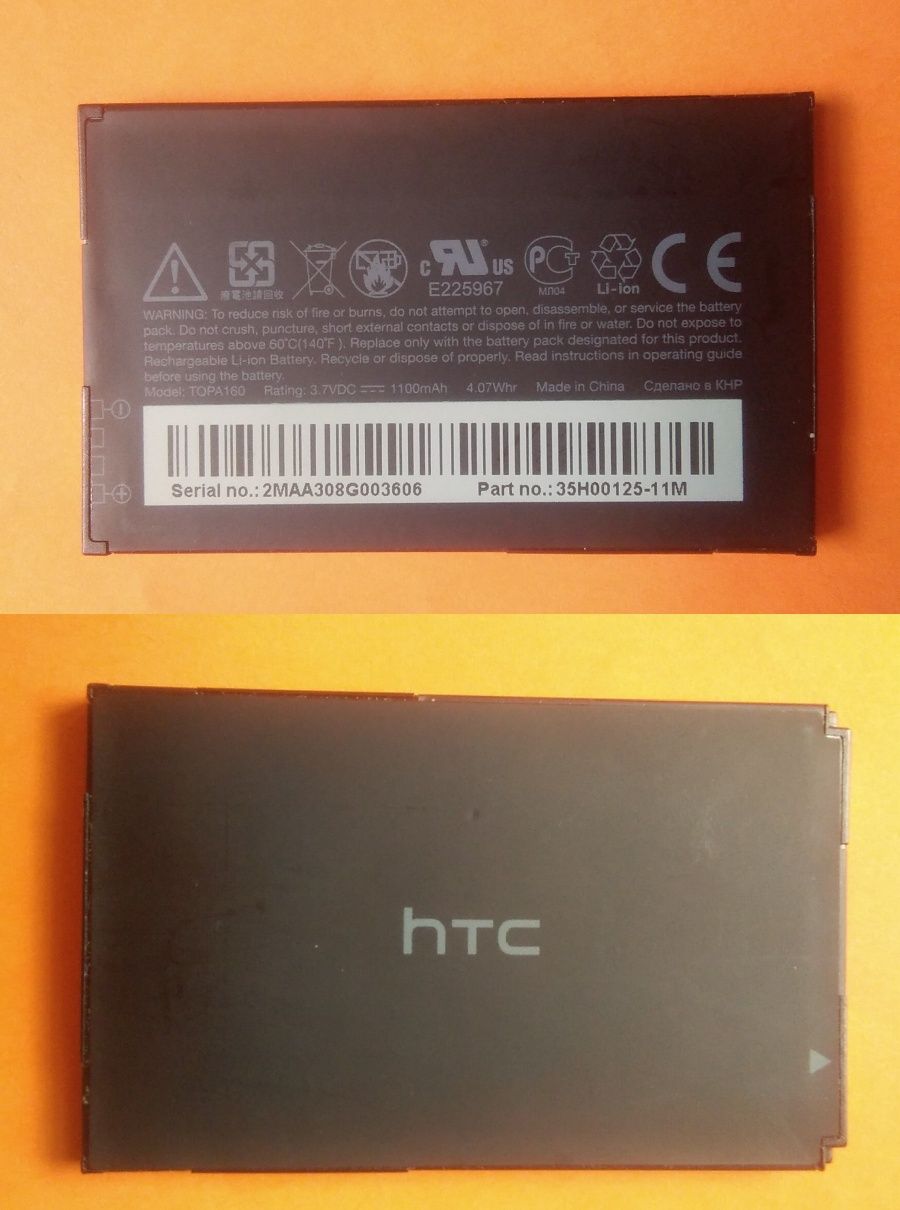 廢電池請回收
c RU US
E225967
РСТ
МЛ04
Li-ion
CE
WARNING: To reduce risk of fire or burns, do not attempt to open, disassemble, or service the battery
pack. Do not crush, puncture, short external contacts or dispose of in fire or water. Do not expose to
temperatures above 60°C(140°F ). Replace only with the battery pack designated for this product.
Rechargeable Li-ion Battery. Recycle or dispose of properly. Read instructions in operating guide
before using the battery.
Model: TOPA160 Rating: 3.7VDC 1100mAh 4.07Whr Made in China Сделано в КНР
Serial no.: 2MAA308G003606 Part no.: 35H00125-11M
hTC